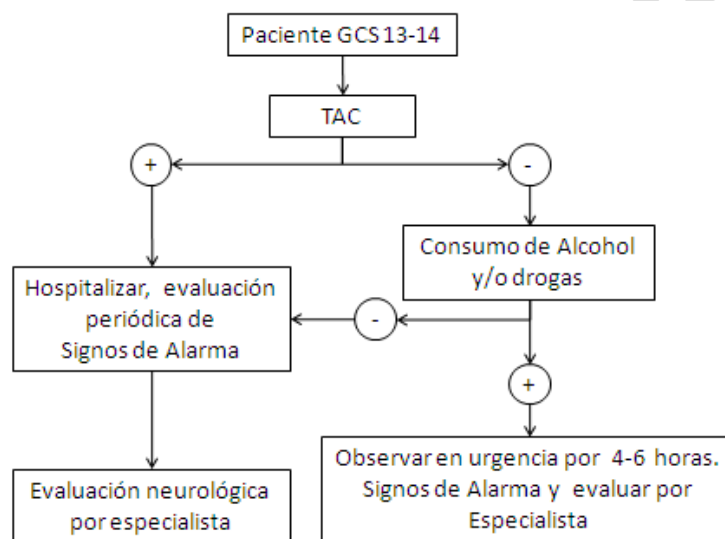 Paciente GCS 13-14
TAC
+
-
Consumo de Alcohol
y/o drogas
Hospitalizar, evaluación
periódica de
Signos de Alarma
-
+
Evaluación neurológica
por especialista
Observar en urgencia por 4-6 horas.
Signos de Alarma y evaluar por
Especialista